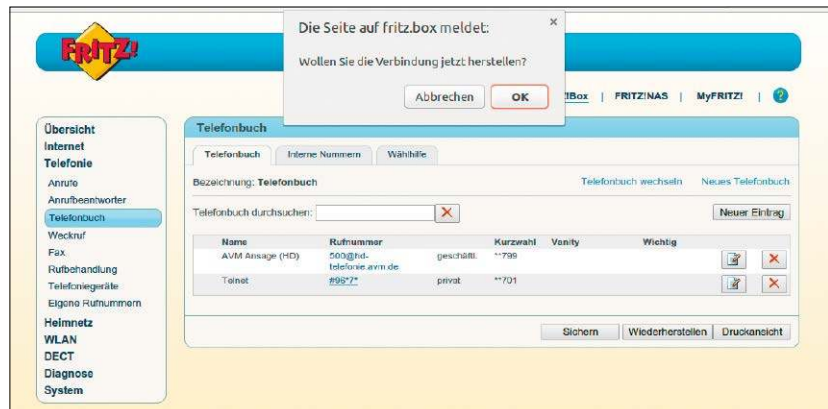 Die Seite auf fritz.box meldet:
×
Wollen Sie die Verbindung jetzt herstellen?
Abbrechen
OK
FRITZ!
!Box | FRITZ!NAS | MyFRITZ! | ?
Übersicht
Internet
Telefonie
Anrufe
Anrufbeantworter
Telefonbuch
Weckruf
Fax
Rufbehandlung
Telefoniegeräte
Eigene Rufnummern
Heimnetz
WLAN
DECT
Diagnose
System
Telefonbuch
Telefonbuch Interne Nummern Wählhilfe
Bezeichnung: Telefonbuch Telefonbuch wechseln Neues Telefonbuch
Telefonbuch durchsuchen: Neuer Eintrag
Name Rufnummer Kurzwahl Vanity Wichtig
AVM Ansage (HD) 500@hd- geschäftl. **799
telefonie.avm.de
Telnet #96*7* privat **701
Sichern Wiederherstellen Druckansicht